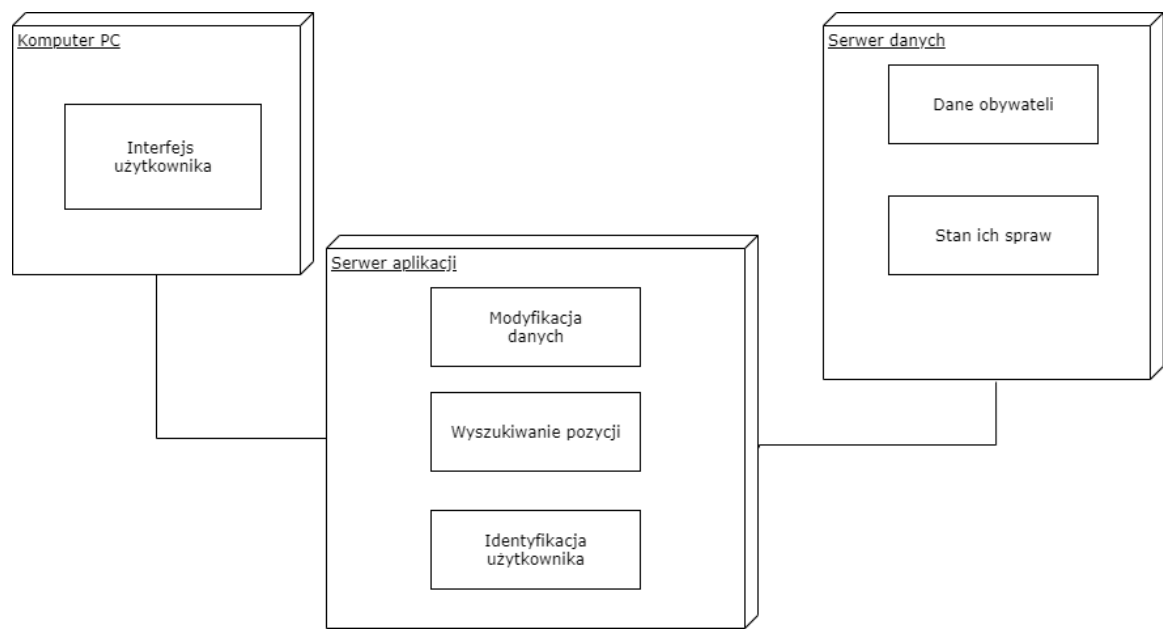 Komputer PC
Interfejs
użytkownika
Serwer aplikacji
Modyfikacja
danych
Wyszukiwanie pozycji
Identyfikacja
użytkownika
Serwer danych
Dane obywateli
Stan ich spraw